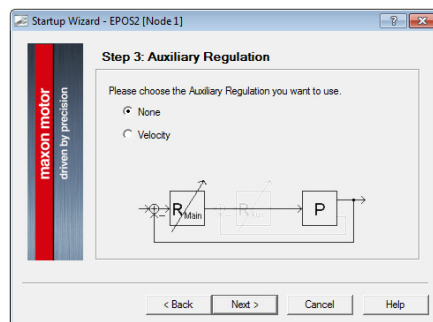 Startup Wizard - EPOS2 [Node 1]
Step 3: Auxiliary Regulation
maxon motor
driven by precision
Please choose the Auxiliary Regulation you want to use.
None
Velocity
R Main
R Aux
P
< Back
Next >
Cancel
Help